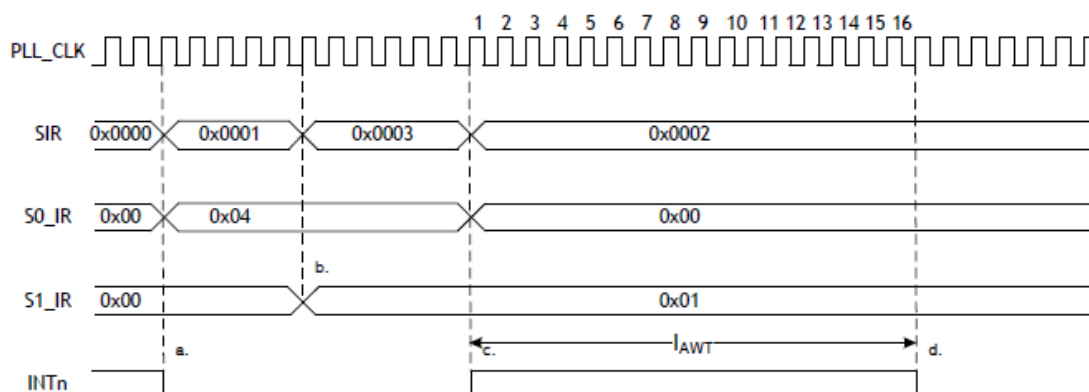 1 2 3 4 5 6 7 8 9 10 11 12 13 14 15 16
PLL_CLK
SIR 0x0000 0x0001 0x0003 0x0002
S0_IR 0x00 0x04 0x00
b.
S1_IR 0x00 0x01
a. c. IAWT d.
INTn